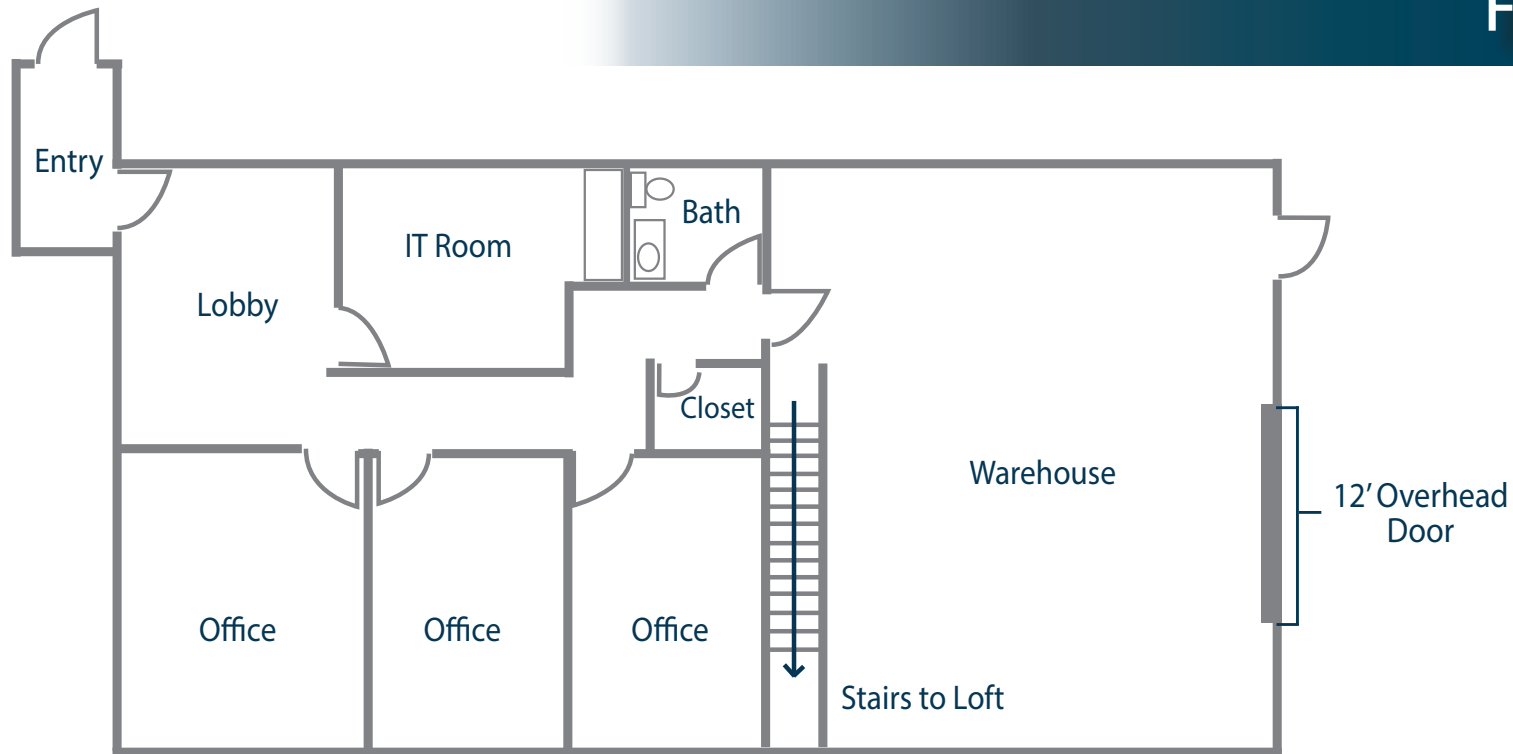 Entry
Bath
IT Room
Lobby
Closet
Warehouse
12’ Overhead
Door
Office
Office
Office
Stairs to Loft